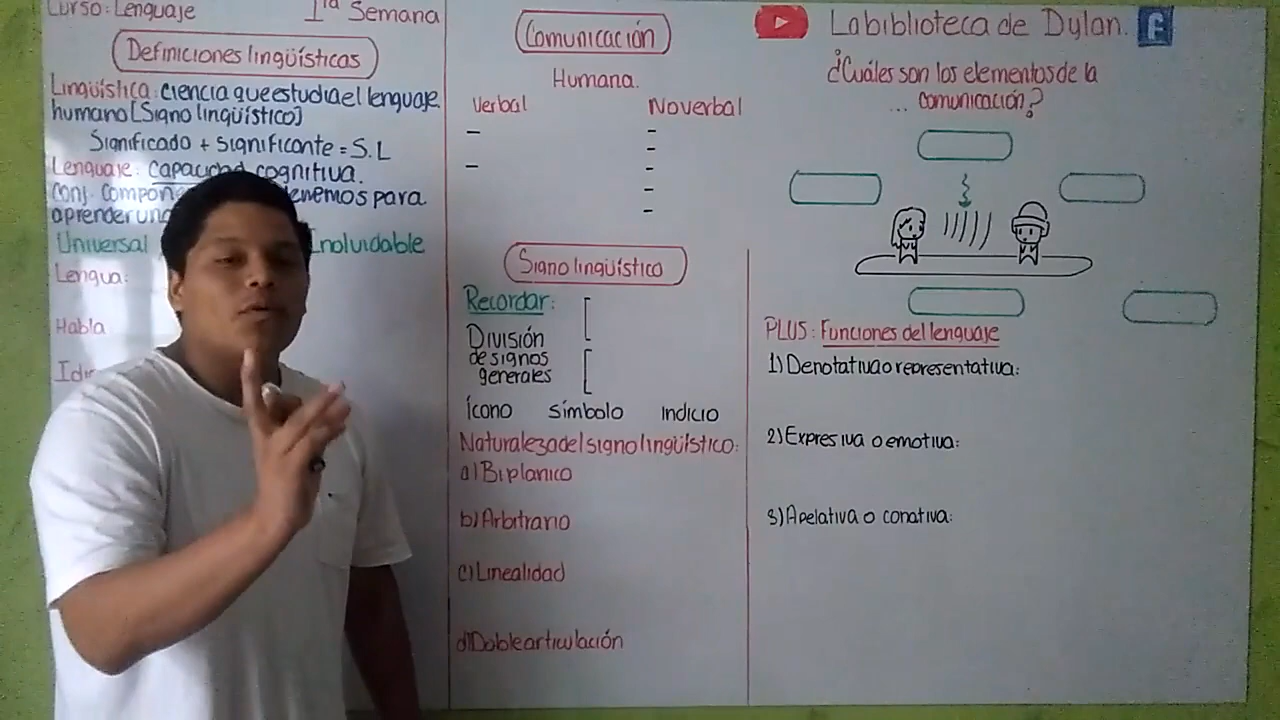 Curso: Lenguaje
1ra Semana
Definiciones lingüísticas
Lingüística: ciencia que estudia el lenguaje
humano [Signo lingüístico]
Significado + significante = S.L
Lenguaje: capacidad cognitiva.
conj. compone tenemos para
aprender una
Universal Inolvidable
Lengua:
Habla
Comunicación
Humana.
Verbal No verbal
Signo lingüístico
Recordar:
División
de signos
generales
Ícono símbolo indicio
Naturaleza del signo lingüístico:
a) Biplanico
b) Arbitrario
c) Linealidad
d) Doble articulación
La biblioteca de Dylan. F
¿Cuáles son los elementos de la
... comunicación?
PLUS: Funciones del lenguaje
1) Denotativa o representativa:
2) Expresiva o emotiva:
3) Apelativa o conativa: